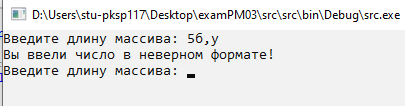 D:\Users\stu-pksp117\Desktop\examPM03\src\src\bin\Debug\src.exe
Введите длину массива: 56,у
Вы ввели число в неверном формате!
Введите длину массива: